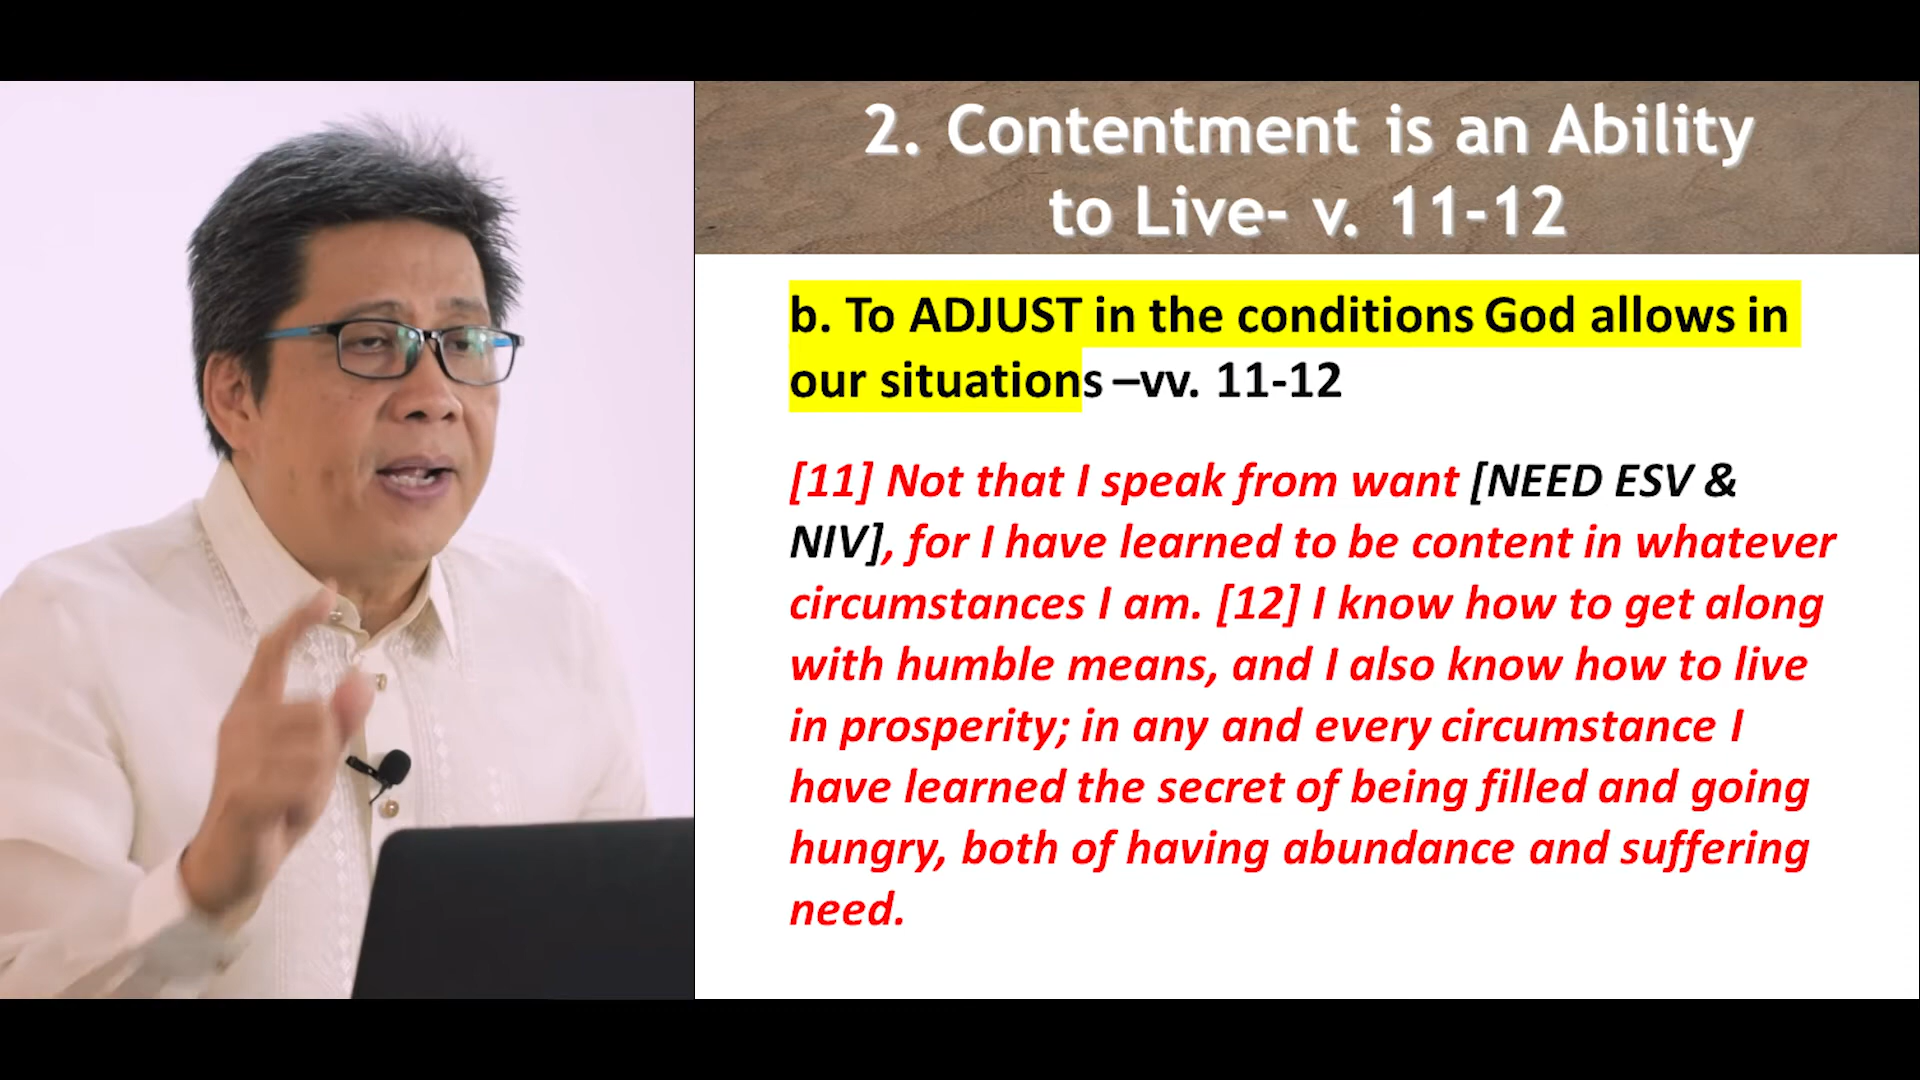 2. Contentment is an Ability
to Live- v. 11-12
b. To ADJUST in the conditions God allows in
our situations –vv. 11-12
[11] Not that I speak from want [NEED ESV &
NIV], for I have learned to be content in whatever
circumstances I am. [12] I know how to get along
with humble means, and I also know how to live
in prosperity; in any and every circumstance I
have learned the secret of being filled and going
hungry, both of having abundance and suffering
need.